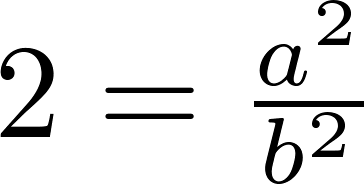 2 = a²/b²